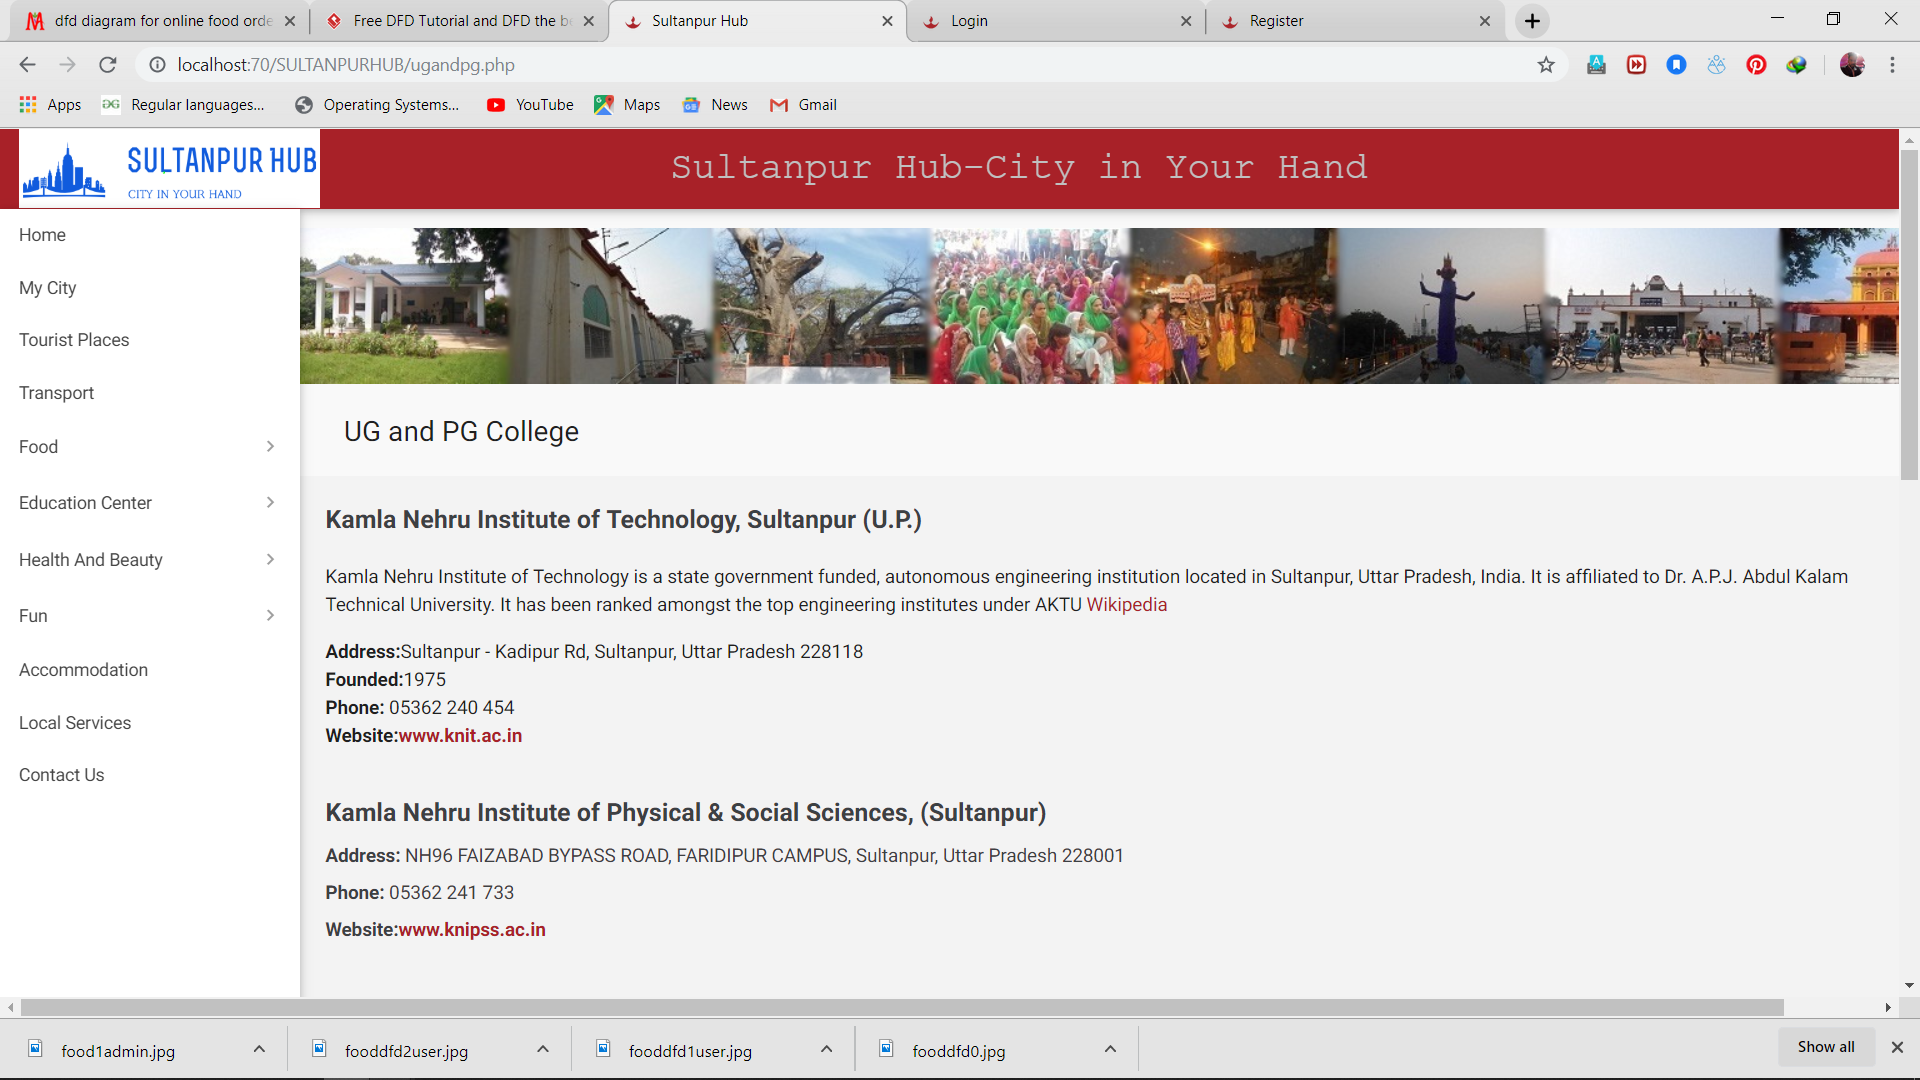 dfd diagram for online food orde
Free DFD Tutorial and DFD the b
Sultanpur Hub
Login
Register
localhost:70/SULTANPURHUB/ugandpg.php
Apps
Regular languages...
Operating Systems...
YouTube
Maps
News
Gmail
SULTANPUR HUB
CITY IN YOUR HAND
Sultanpur Hub-City in Your Hand
Home
My City
Tourist Places
Transport
Food
Education Center
Health And Beauty
Fun
Accommodation
Local Services
Contact Us
UG and PG College
Kamla Nehru Institute of Technology, Sultanpur (U.P.)
Kamla Nehru Institute of Technology is a state government funded, autonomous engineering institution located in Sultanpur, Uttar Pradesh, India. It is affiliated to Dr. A.P.J. Abdul Kalam
Technical University. It has been ranked amongst the top engineering institutes under AKTU Wikipedia
Address:Sultanpur - Kadipur Rd, Sultanpur, Uttar Pradesh 228118
Founded:1975
Phone: 05362 240 454
Website:www.knit.ac.in
Kamla Nehru Institute of Physical & Social Sciences, (Sultanpur)
Address: NH96 FAIZABAD BYPASS ROAD, FARIDIPUR CAMPUS, Sultanpur, Uttar Pradesh 228001
Phone: 05362 241 733
Website:www.knipss.ac.in
food1admin.jpg
fooddfd2user.jpg
fooddfd1user.jpg
fooddfd0.jpg
Show all